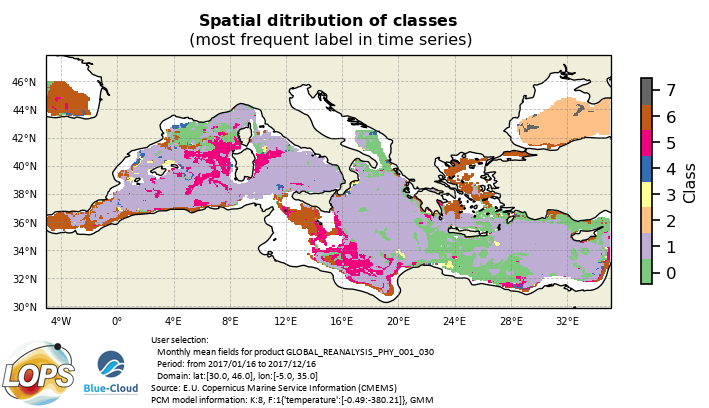 Spatial ditribution of classes
(most frequent label in time series)
46°N
44°N
42°N
40°N
38°N
36°N
34°N
32°N
30°N
4°W 0° 4°E 8°E 12°E 16°E 20°E 24°E 28°E 32°E
7
6
5
4
3
2
1
0
Class
LOPS
Blue-Cloud
User selection:
Monthly mean fields for product GLOBAL_REANALYSIS_PHY_001_030
Period: from 2017/01/16 to 2017/12/16
Domain: lat:[30.0, 46.0], lon:[-5.0, 35.0]
Source: E.U. Copernicus Marine Service Information (CMEMS)
PCM model information: K:8, F:1{'temperature':[-0.49:-380.21]}, GMM